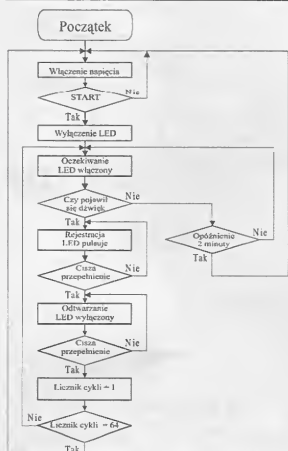 Początek
Włączenie napięcia
START
Nie
Tak
Wyłączenie LED
Oczekiwanie
LED włączony
Czy pojawił
się dźwięk
Nie
Tak
Opóźnienie
2 minuty
Nie
Tak
Rejestracja
LED pulsuje
Cisza
przepełnienie
Nie
Tak
Odtwarzanie
LED wyłączony
Cisza
przepełnienie
Nie
Tak
Licznik cykli = 1
Nie
Licznik cykli = 64
Tak